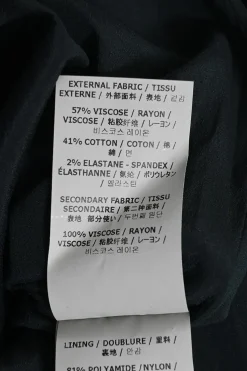 EXTERNAL FABRIC / TISSU
EXTERNE / 外部面料 / 表地 / 겉감
57% VISCOSE / RAYON /
VISCOSE / 粘胶纤维 / レーヨン /
비스코스 레이온
41% COTTON / COTON / 棉 /
綿 / 면
2% ELASTANE - SPANDEX /
ÉLASTHANNE / 氨纶 / ポリウレタン
/ 엘라스틴
SECONDARY FABRIC / TISSU
SECONDAIRE / 第二种面料 /
表地 部分使い / 두번째 원단
100% VISCOSE / RAYON /
VISCOSE / 粘胶纤维 / レーヨン /
비스코스 레이온
LINING / DOUBLURE / 里料 /
裏地 / 안감
81% POLYAMIDE / NYLON /